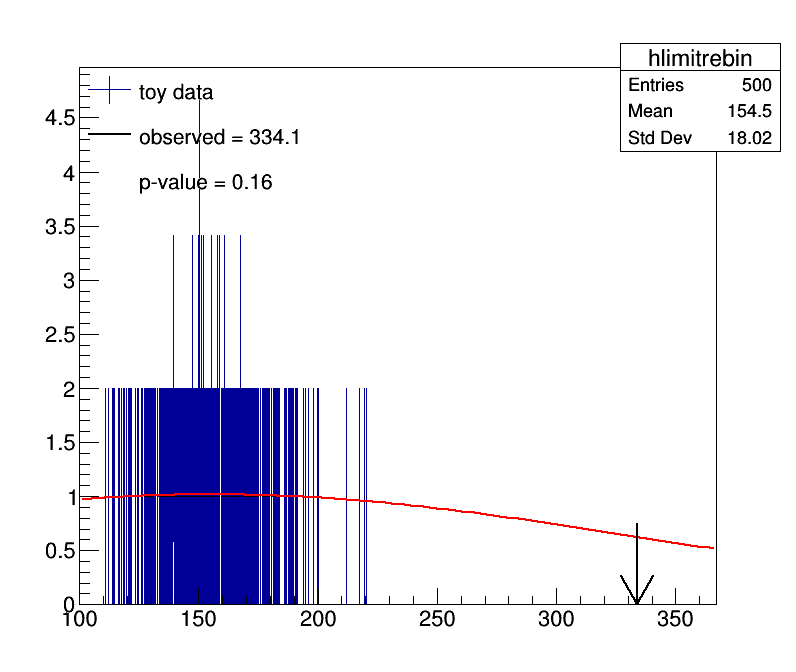 hlimitrebin
Entries 500
Mean 154.5
Std Dev 18.02
toy data
observed = 334.1
p-value = 0.16
4.5
4
3.5
3
2.5
2
1.5
1
0.5
0
100 150 200 250 300 350